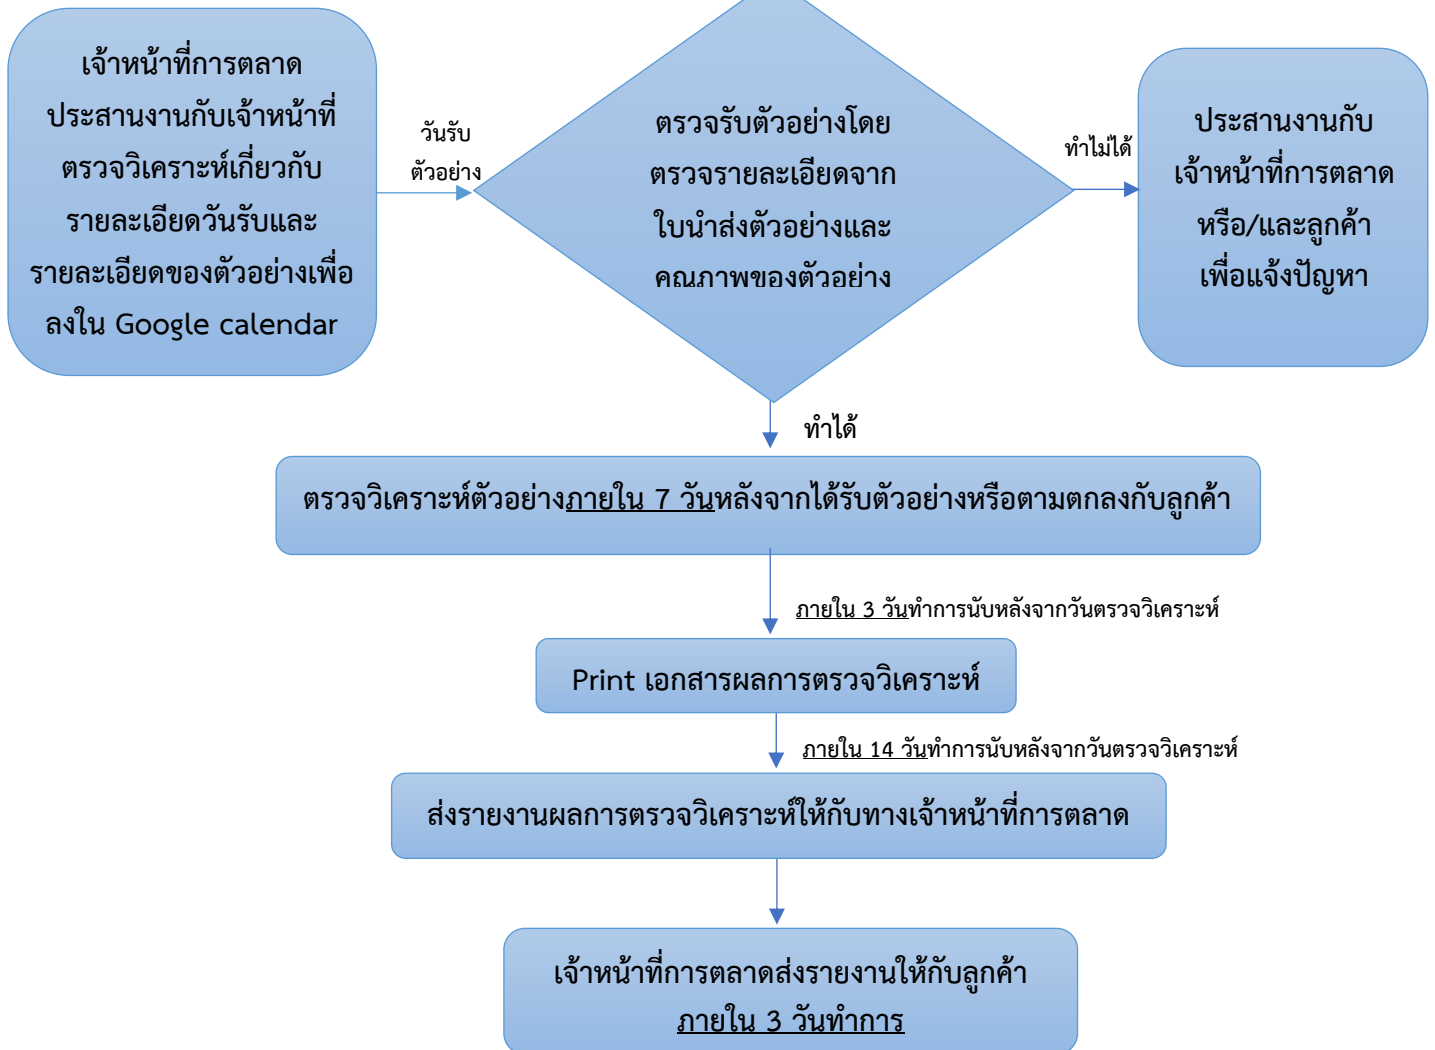 เจ้าหน้าที่การตลาด
ประสานงานกับเจ้าหน้าที่
ตรวจวิเคราะห์เกี่ยวกับ
รายละเอียดวันรับและ
รายละเอียดของตัวอย่างเพื่อ
ลงใน Google calendar
วันรับ
ตัวอย่าง
ตรวจรับตัวอย่างโดย
ตรวจรายละเอียดจาก
ใบนำส่งตัวอย่างและ
คุณภาพของตัวอย่าง
ทำไม่ได้
ประสานงานกับ
เจ้าหน้าที่การตลาด
หรือ/และลูกค้า
เพื่อแจ้งปัญหา
ทำได้
ตรวจวิเคราะห์ตัวอย่างภายใน 7 วันหลังจากได้รับตัวอย่างหรือตามตกลงกับลูกค้า
ภายใน 3 วันทำการนับหลังจากวันตรวจวิเคราะห์
Print เอกสารผลการตรวจวิเคราะห์
ภายใน 14 วันทำการนับหลังจากวันตรวจวิเคราะห์
ส่งรายงานผลการตรวจวิเคราะห์ให้กับทางเจ้าหน้าที่การตลาด
เจ้าหน้าที่การตลาดส่งรายงานให้กับลูกค้า
ภายใน 3 วันทำการ